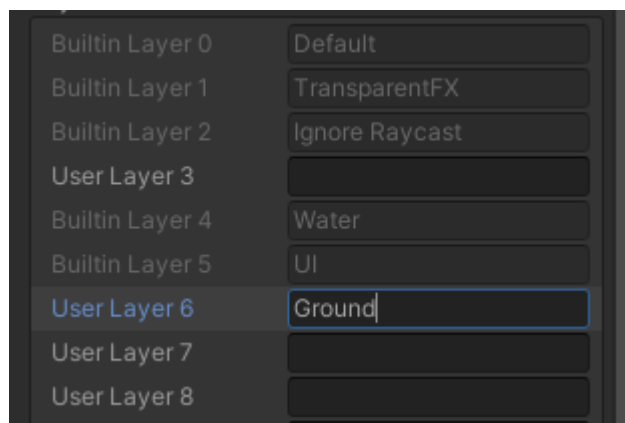 Builtin Layer 0 Default
Builtin Layer 1 TransparentFX
Builtin Layer 2 Ignore Raycast
User Layer 3
Builtin Layer 4 Water
Builtin Layer 5 UI
User Layer 6 Ground
User Layer 7
User Layer 8